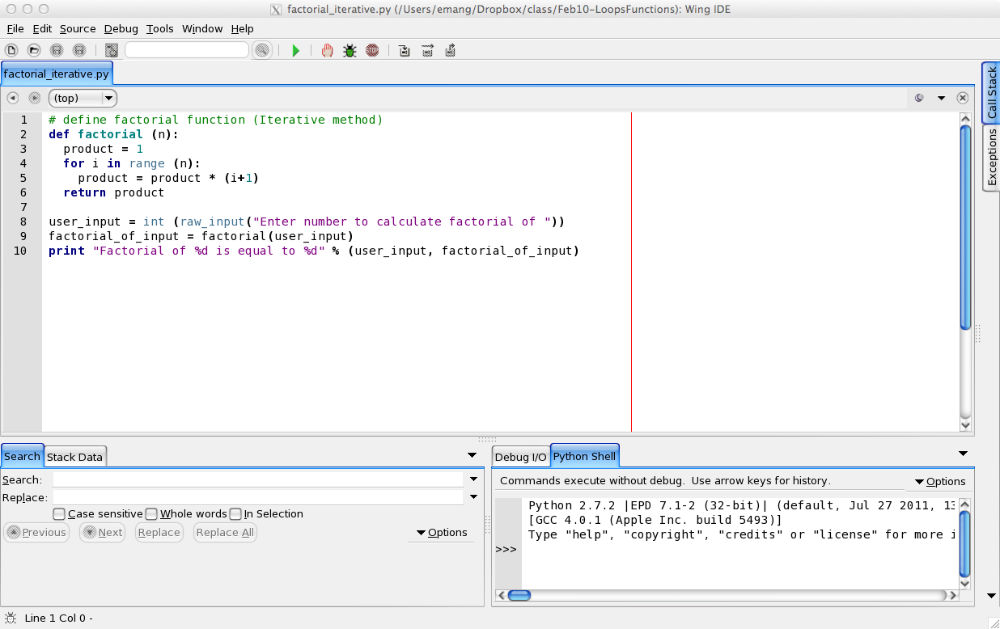 factorial_iterative.py (/Users/emang/Dropbox/class/Feb10-LoopsFunctions): Wing IDE
File Edit Source Debug Tools Window Help
factorial_iterative.py
(top)
1 # define factorial function (Iterative method)
2 def factorial (n):
3   product = 1
4   for i in range (n):
5     product = product * (i+1)
6   return product
7
8 user_input = int (raw_input("Enter number to calculate factorial of "))
9 factorial_of_input = factorial(user_input)
10 print "Factorial of %d is equal to %d" % (user_input, factorial_of_input)
Call Stack
Exceptions
Search Stack Data
Search:
Replace:
Case sensitive Whole words In Selection
Previous Next Replace Replace All Options
Debug I/O Python Shell
Commands execute without debug.  Use arrow keys for history.
Options
Python 2.7.2 |EPD 7.1-2 (32-bit)| (default, Jul 27 2011, 13
[GCC 4.0.1 (Apple Inc. build 5493)]
Type "help", "copyright", "credits" or "license" for more i
>>>
Line 1 Col 0 -